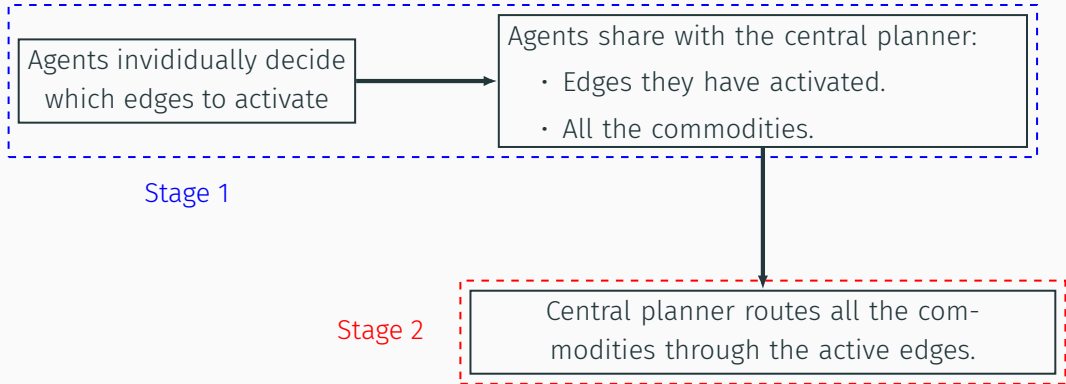 Agents invididually decide
which edges to activate
Agents share with the central planner:
· Edges they have activated.
· All the commodities.
Stage 1
Stage 2
Central planner routes all the com-
modities through the active edges.